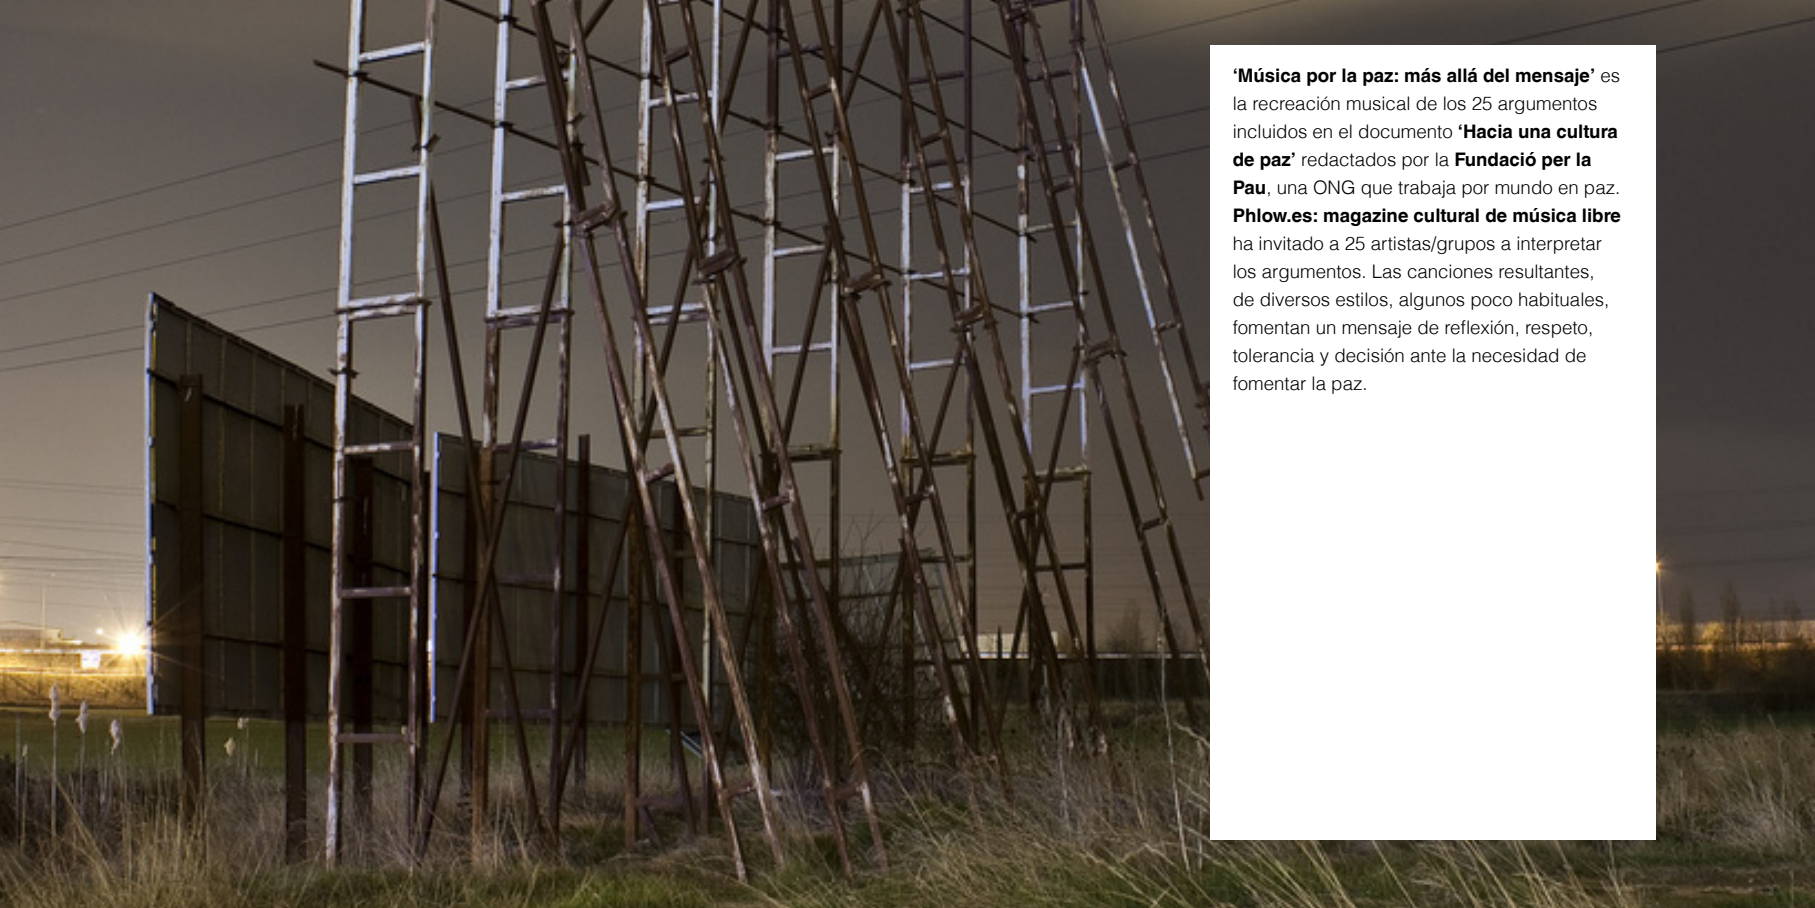 ‘Música por la paz: más allá del mensaje’ es
la recreación musical de los 25 argumentos
incluidos en el documento ‘Hacia una cultura
de paz’ redactados por la Fundació per la
Pau, una ONG que trabaja por mundo en paz.
Phlow.es: magazine cultural de música libre
ha invitado a 25 artistas/grupos a interpretar
los argumentos. Las canciones resultantes,
de diversos estilos, algunos poco habituales,
fomentan un mensaje de reflexión, respeto,
tolerancia y decisión ante la necesidad de
fomentar la paz.